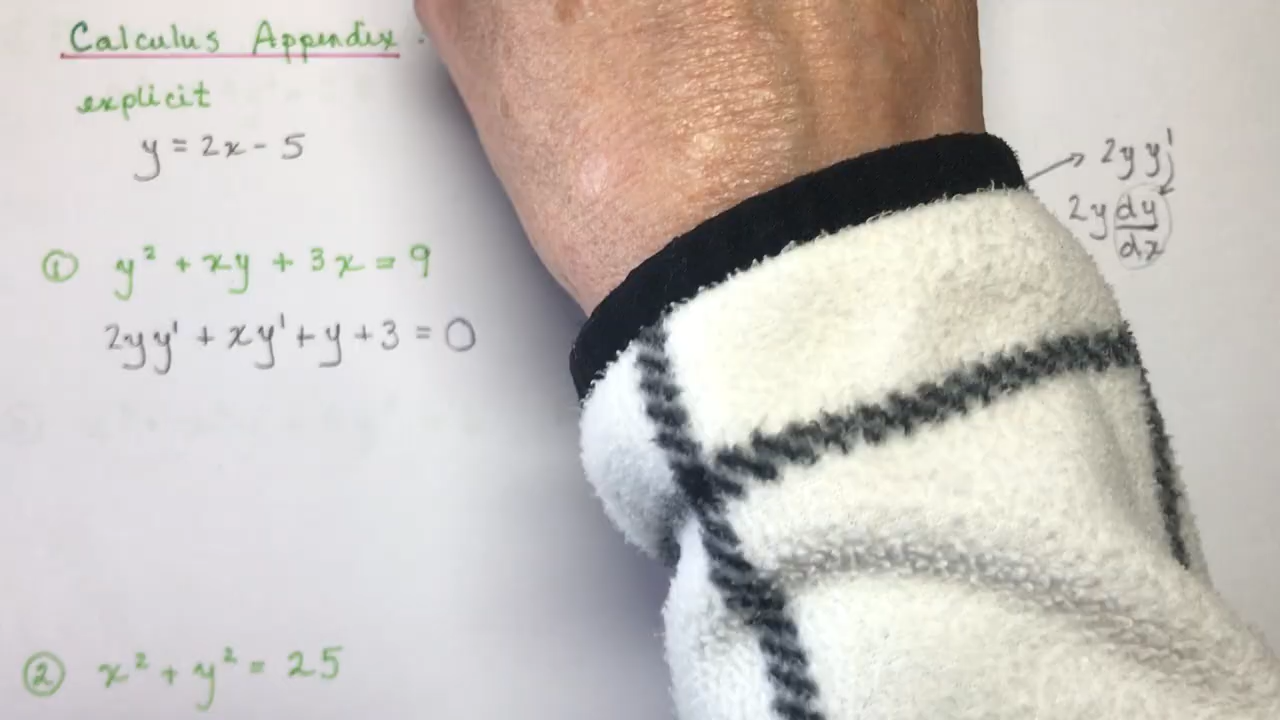 Calculus Appendix
explicit
y = 2x - 5
2yy'
2y dy/dx
① y² + xy + 3x = 9
2yy' + xy' + y + 3 = 0
② x² + y² = 25